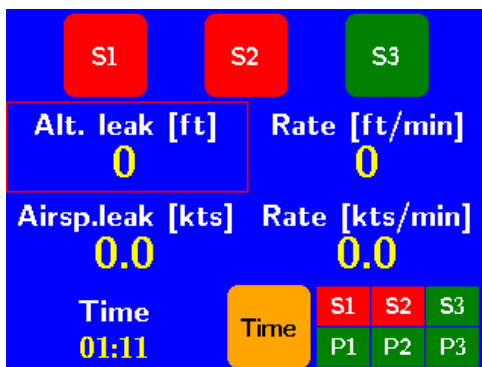 S1 S2 S3
Alt. leak [ft] Rate [ft/min]
0 0
Airsp.leak [kts] Rate [kts/min]
0.0 0.0
Time
01:11
Time
S1 S2 S3
P1 P2 P3